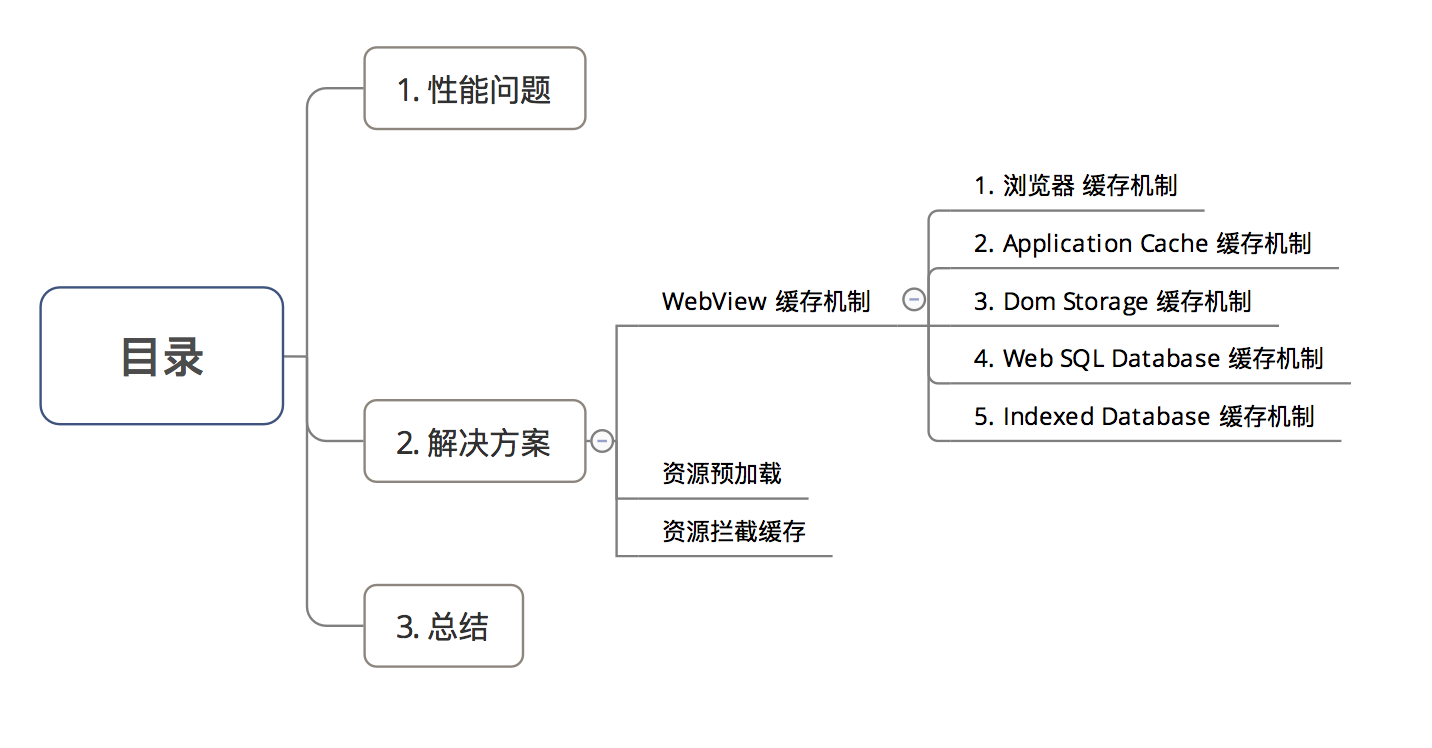 目录
1. 性能问题
2. 解决方案
WebView 缓存机制
1. 浏览器 缓存机制
2. Application Cache 缓存机制
3. Dom Storage 缓存机制
4. Web SQL Database 缓存机制
5. Indexed Database 缓存机制
资源预加载
资源拦截缓存
3. 总结